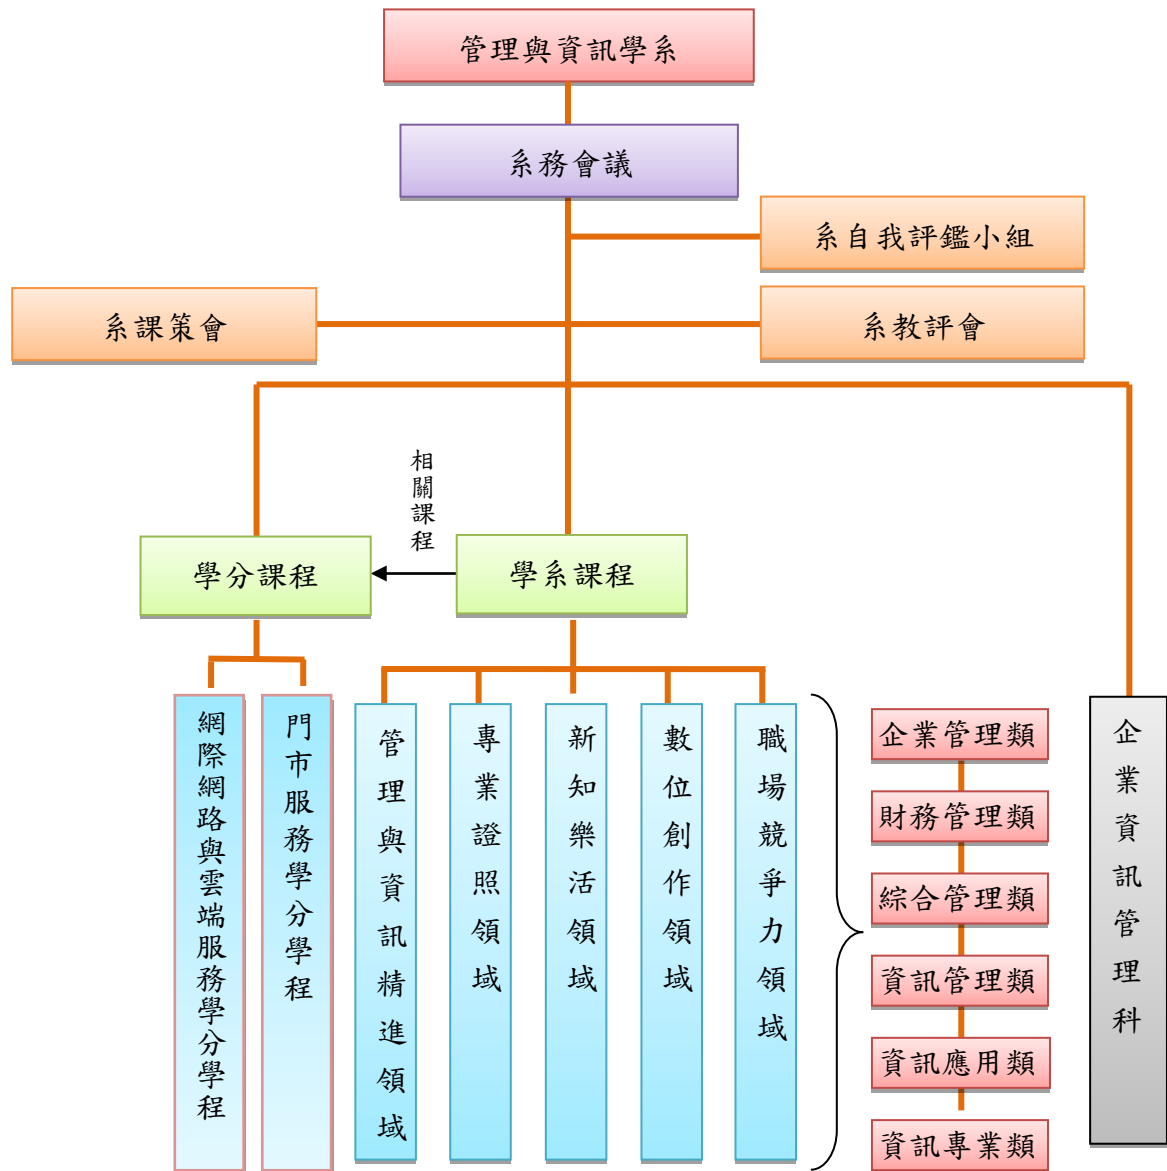 管理與資訊學系
系務會議
系自我評鑑小組
系課策會
系教評會
相關課程
學分課程
學系課程
網際網路與雲端服務學分學程
門市服務學分學程
管理與資訊精進領域
專業證照領域
新知樂活領域
數位創作領域
職場競爭力領域
企業管理類
財務管理類
綜合管理類
資訊管理類
資訊應用類
資訊專業類
企業資訊管理科